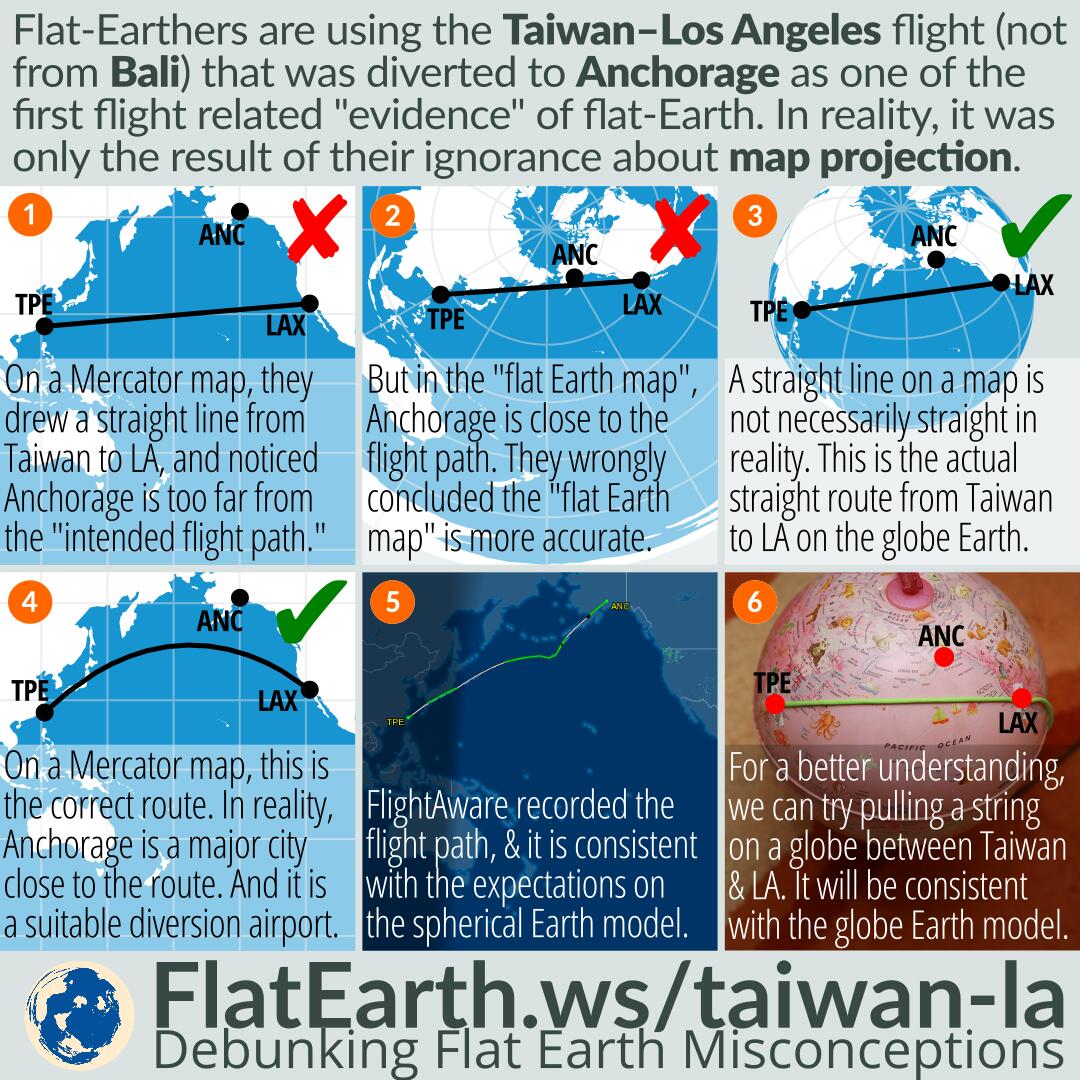 Flat-Earthers are using the Taiwan–Los Angeles flight (not
from Bali) that was diverted to Anchorage as one of the
first flight related "evidence" of flat-Earth. In reality, it was
only the result of their ignorance about map projection.
1
ANC
TPE
LAX
On a Mercator map, they
drew a straight line from
Taiwan to LA, and noticed
Anchorage is too far from
the "intended flight path."
2
ANC
TPE
LAX
But in the "flat Earth map",
Anchorage is close to the
flight path. They wrongly
concluded the "flat Earth
map" is more accurate.
3
ANC
TPE
LAX
A straight line on a map is
not necessarily straight in
reality. This is the actual
straight route from Taiwan
to LA on the globe Earth.
4
ANC
TPE
LAX
On a Mercator map, this is
the correct route. In reality,
Anchorage is a major city
close to the route. And it is
a suitable diversion airport.
5
ANC
TPE
FlightAware recorded the
flight path, & it is consistent
with the expectations on
the spherical Earth model.
6
ANC
TPE
LAX
NORTH
PACIFIC OCEAN
For a better understanding,
we can try pulling a string
on a globe between Taiwan
& LA. It will be consistent
with the globe Earth model.
FlatEarth.ws/taiwan-la
Debunking Flat Earth Misconceptions